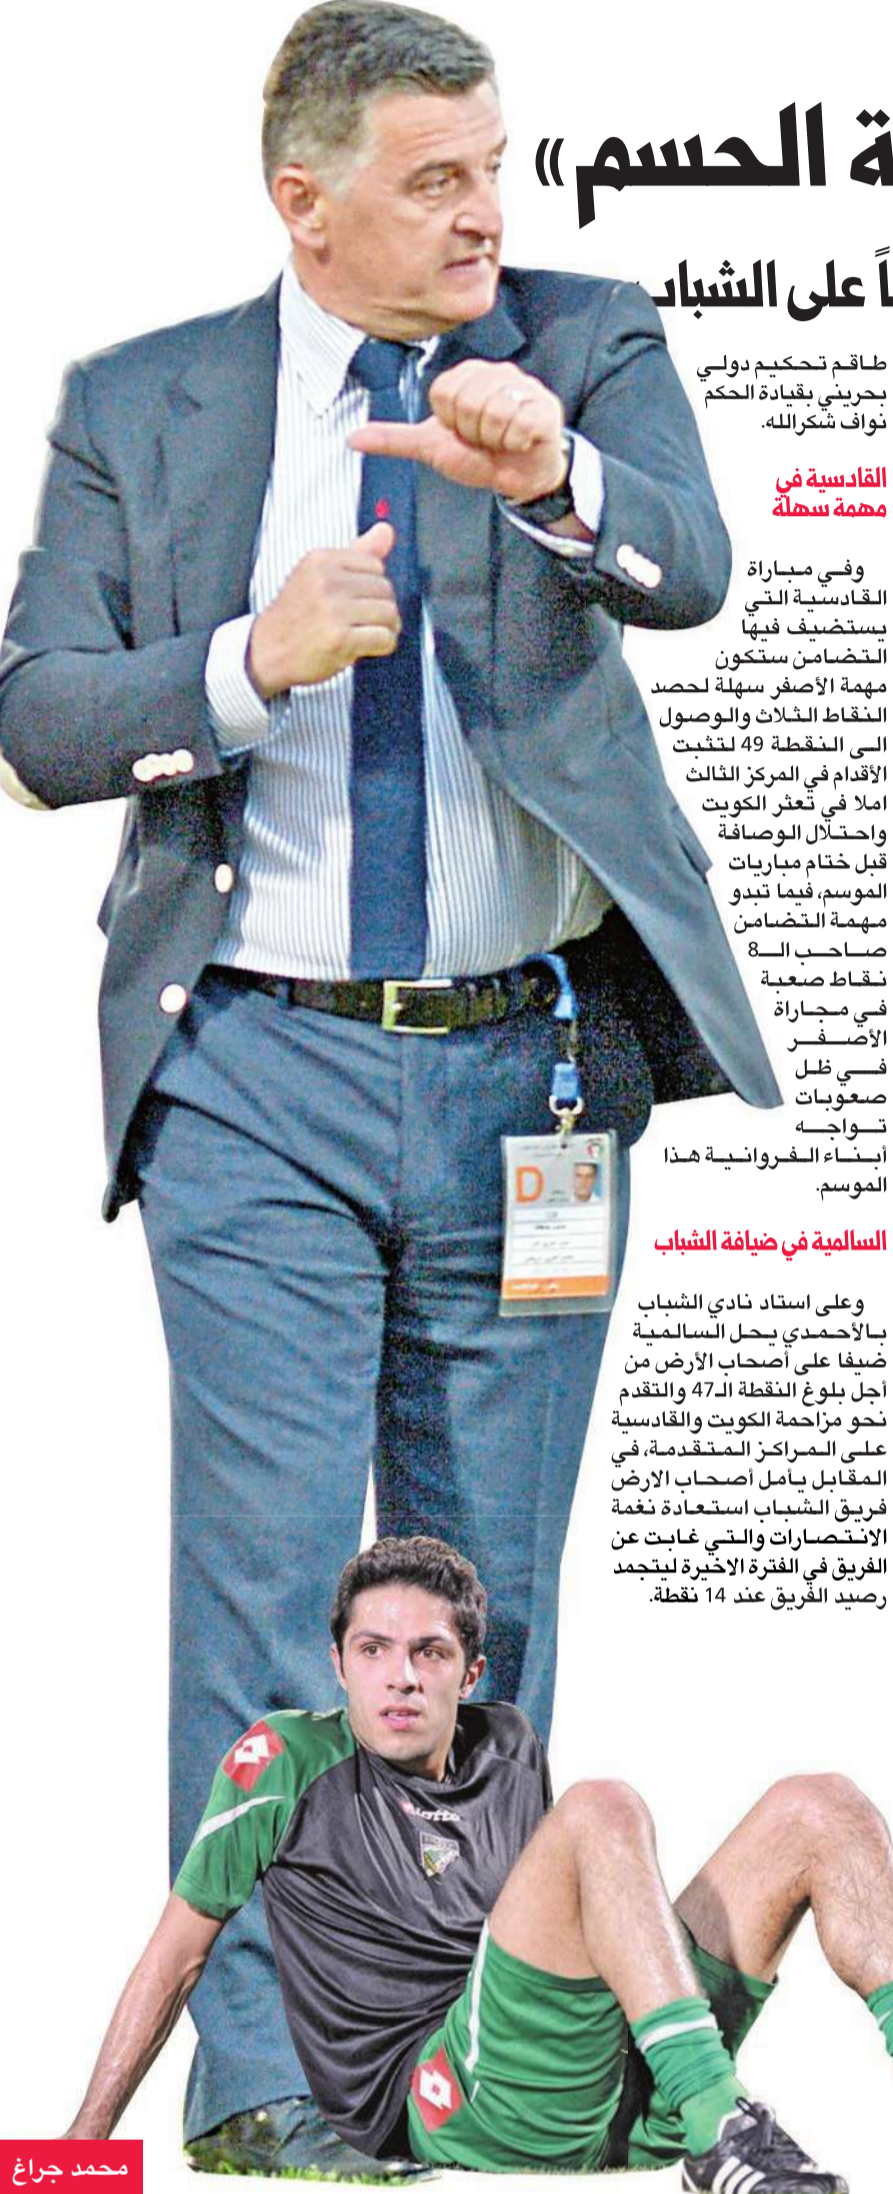 ة الحسم»
اً على الشباب
طاقم تحكيم دولي
بحريني بقيادة الحكم
نواف شكرالله.
القادسية في
مهمة سهلة
وفي مباراة
القادسية التي
يستضيف فيها
التضامن ستكون
مهمة الأصفر سهلة لحصد
النقاط الثلاث والوصول
الى النقطة 49 لتثبت
الأقدام في المركز الثالث
املا في تعثر الكويت
واحتلال الوصافة
قبل ختام مباريات
الموسم، فيما تبدو
مهمة التضامن
صاحب الـ8
نقاط صعبة
في مجاراة
الأصفر
في ظل
صعوبات
تواجه
أبناء الفروانية هذا
الموسم.
السالمية في ضيافة الشباب
وعلى استاد نادي الشباب
بالأحمدي يحل السالمية
ضيفا على أصحاب الأرض من
أجل بلوغ النقطة الـ47 والتقدم
نحو مزاحمة الكويت والقادسية
على المراكز المتقدمة، في
المقابل يأمل أصحاب الارض
فريق الشباب استعادة نغمة
الانتصارات والتي غابت عن
الفريق في الفترة الاخيرة ليتجمد
رصيد الفريق عند 14 نقطة.
D
lotto
محمد جراغ